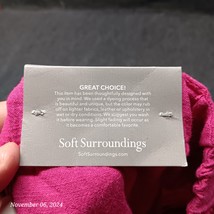 GREAT CHOICE!
This item has been thoughtfully designed with
you in mind. We used a dyeing process that
is beautiful and unique, but the color may rub
off on lighter fabrics, leather or upholstery in
wet or dry conditions. We suggest you wash
it before wearing. Slight fading will occur as
it becomes a comfortable favorite.
Soft Surroundings
SoftSurroundings.com
November 06, 2024